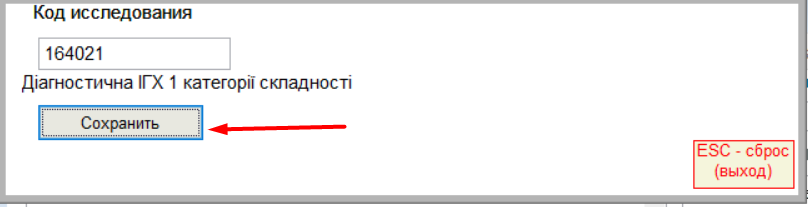 Код исследования
164021
Діагностична ІГХ 1 категорії складності
Сохранить
ESC - сброс
(выход)